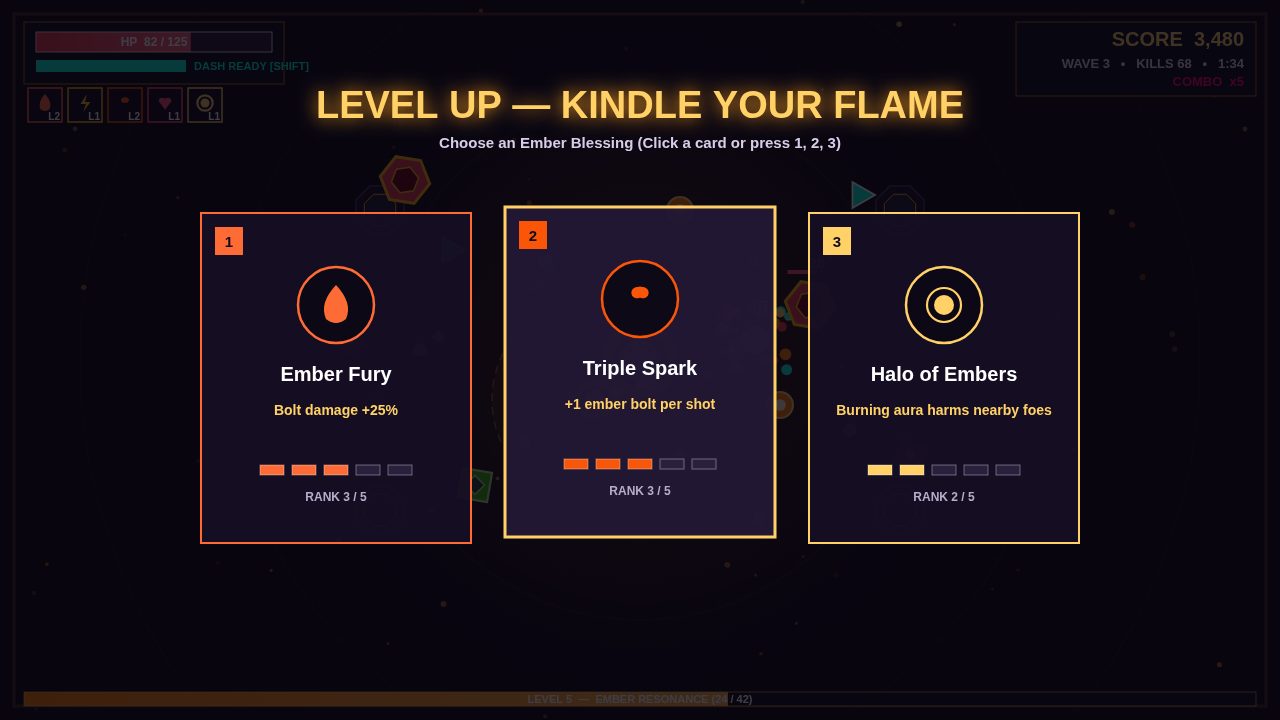 HP 82 / 125
DASH READY [SHIFT]
L2 L1 L2 L1 L1
SCORE 3,480
WAVE 3 • KILLS 68 • 1:34
COMBO x5
LEVEL UP — KINDLE YOUR FLAME
Choose an Ember Blessing (Click a card or press 1, 2, 3)
1
Ember Fury
Bolt damage +25%
RANK 3 / 5
2
Triple Spark
+1 ember bolt per shot
RANK 3 / 5
3
Halo of Embers
Burning aura harms nearby foes
RANK 2 / 5
LEVEL 5 — EMBER RESONANCE (24 / 42)